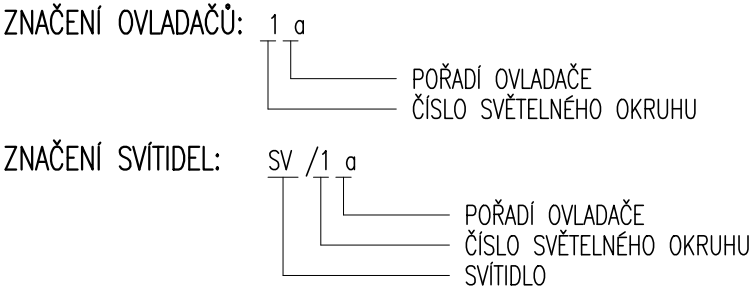 ZNAČENÍ OVLADAČŮ: 1 a
POŘADÍ OVLADAČE
ČÍSLO SVĚTELNÉHO OKRUHU
ZNAČENÍ SVÍTIDEL: SV /1 a
POŘADÍ OVLADAČE
ČÍSLO SVĚTELNÉHO OKRUHU
SVÍTIDLO